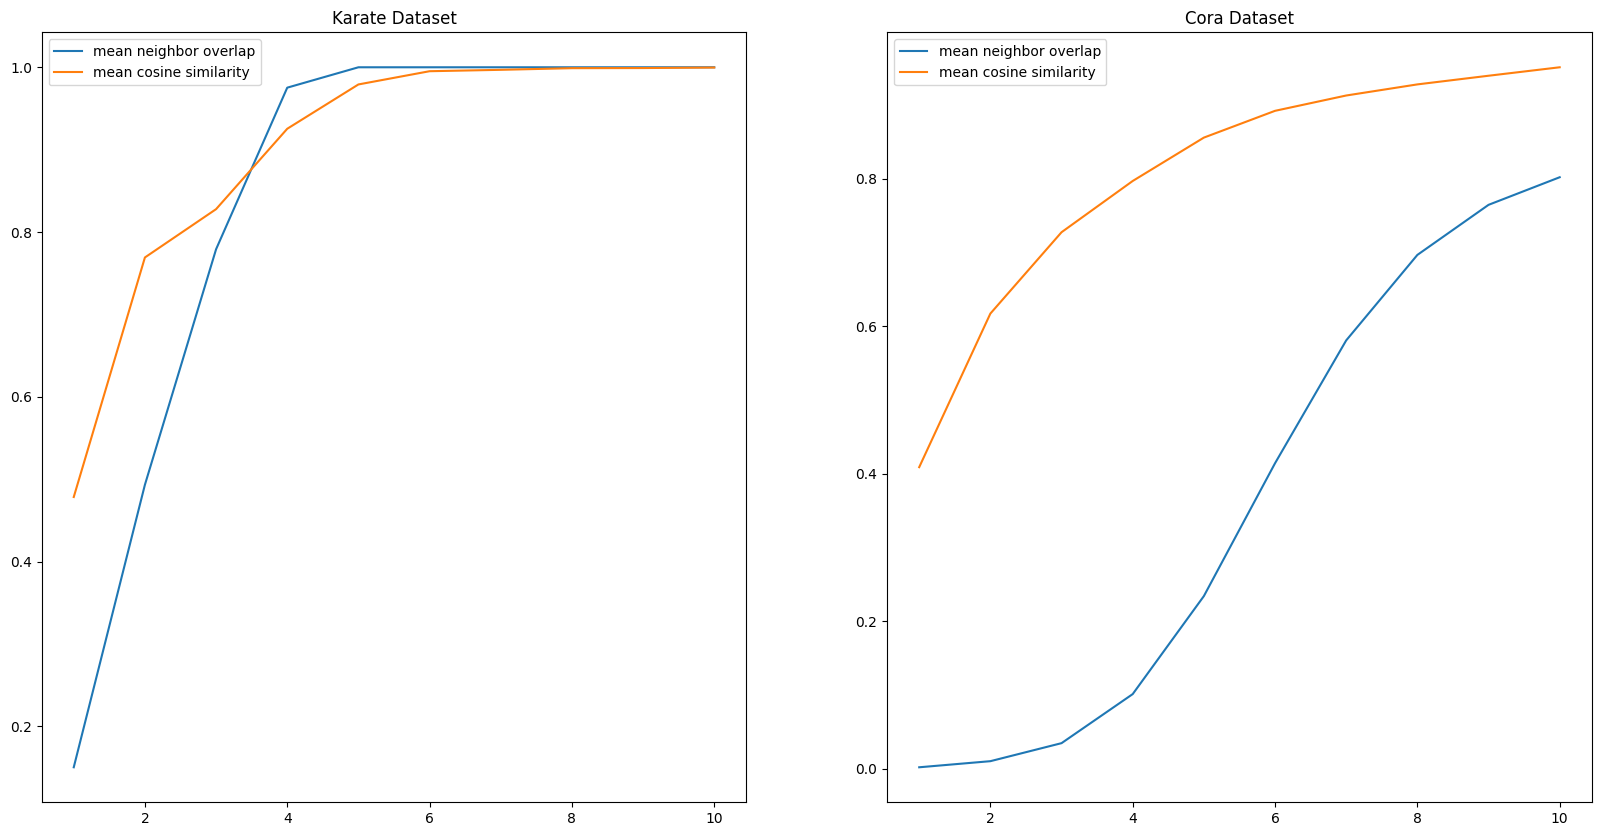 Karate Dataset
mean neighbor overlap
mean cosine similarity
1.0
0.8
0.6
0.4
0.2
2 4 6 8 10
Cora Dataset
mean neighbor overlap
mean cosine similarity
0.8
0.6
0.4
0.2
0.0
2 4 6 8 10